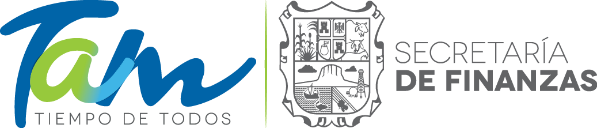 Tam
TIEMPO DE TODOS
SECRETARÍA
DE FINANZAS